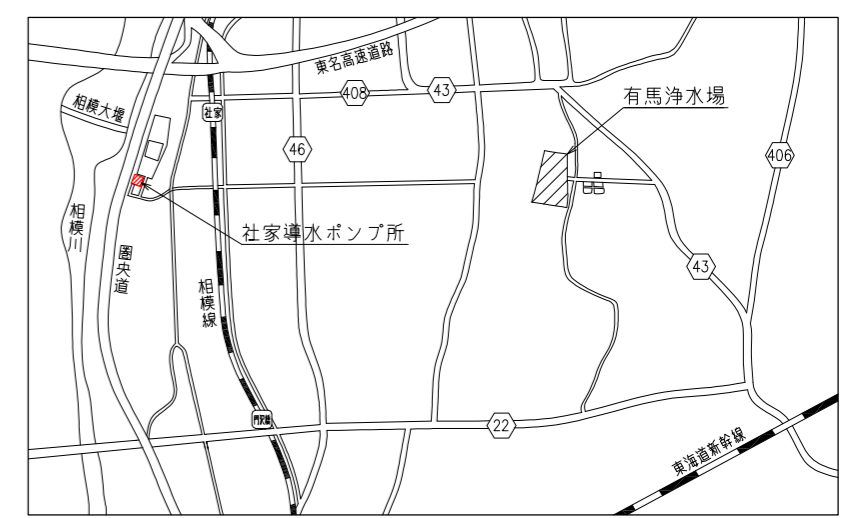 東名高速道路
相模大堰
社家
408
43
有馬浄水場
46
406
社家導水ポンプ所
相模川
圏央道
相模線
43
門沢橋
22
東海道新幹線